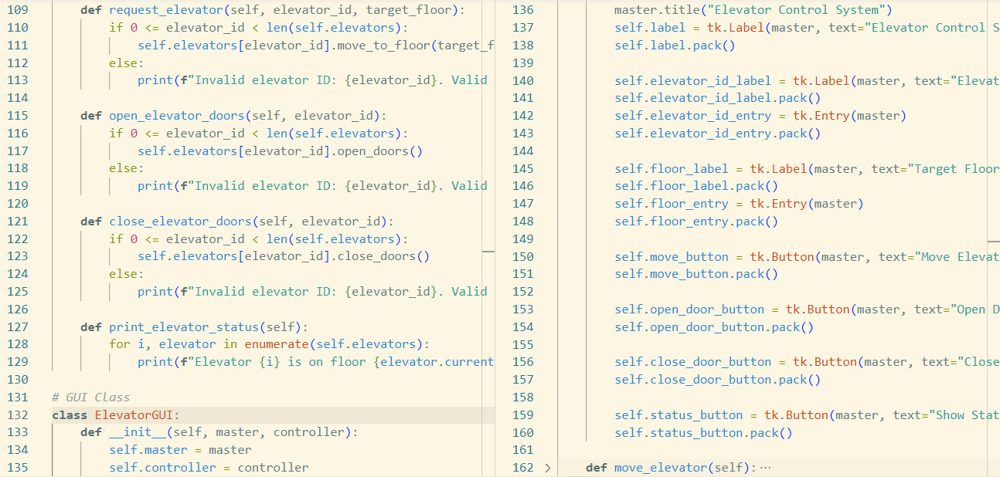 109 def request_elevator(self, elevator_id, target_floor):
110 if 0 <= elevator_id < len(self.elevators):
111 self.elevators[elevator_id].move_to_floor(target_f
112 else:
113 print(f"Invalid elevator ID: {elevator_id}. Valid
114
115 def open_elevator_doors(self, elevator_id):
116 if 0 <= elevator_id < len(self.elevators):
117 self.elevators[elevator_id].open_doors()
118 else:
119 print(f"Invalid elevator ID: {elevator_id}. Valid
120
121 def close_elevator_doors(self, elevator_id):
122 if 0 <= elevator_id < len(self.elevators):
123 self.elevators[elevator_id].close_doors()
124 else:
125 print(f"Invalid elevator ID: {elevator_id}. Valid
126
127 def print_elevator_status(self):
128 for i, elevator in enumerate(self.elevators):
129 print(f"Elevator {i} is on floor {elevator.current
130
131 # GUI Class
132 class ElevatorGUI:
133 def __init__(self, master, controller):
134 self.master = master
135 self.controller = controller
136 master.title("Elevator Control System")
137 self.label = tk.Label(master, text="Elevator Control S
138 self.label.pack()
139
140 self.elevator_id_label = tk.Label(master, text="Elevat
141 self.elevator_id_label.pack()
142 self.elevator_id_entry = tk.Entry(master)
143 self.elevator_id_entry.pack()
144
145 self.floor_label = tk.Label(master, text="Target Floor
146 self.floor_label.pack()
147 self.floor_entry = tk.Entry(master)
148 self.floor_entry.pack()
149
150 self.move_button = tk.Button(master, text="Move Elevat
151 self.move_button.pack()
152
153 self.open_door_button = tk.Button(master, text="Open D
154 self.open_door_button.pack()
155
156 self.close_door_button = tk.Button(master, text="Close
157 self.close_door_button.pack()
158
159 self.status_button = tk.Button(master, text="Show Stat
160 self.status_button.pack()
161
162 def move_elevator(self):···